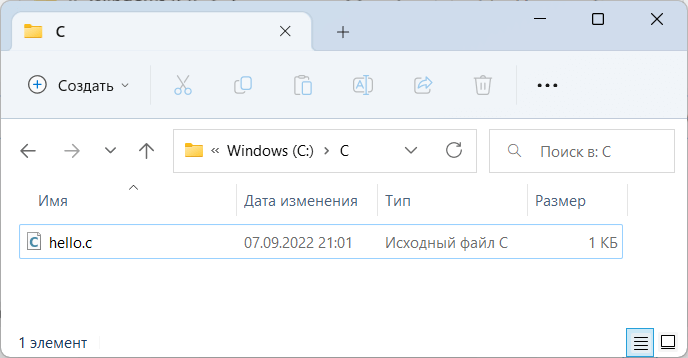 C
Создать
Windows (C:) C
Поиск в: C
Имя Дата изменения Тип Размер
hello.c 07.09.2022 21:01 Исходный файл C 1 КБ
1 элемент